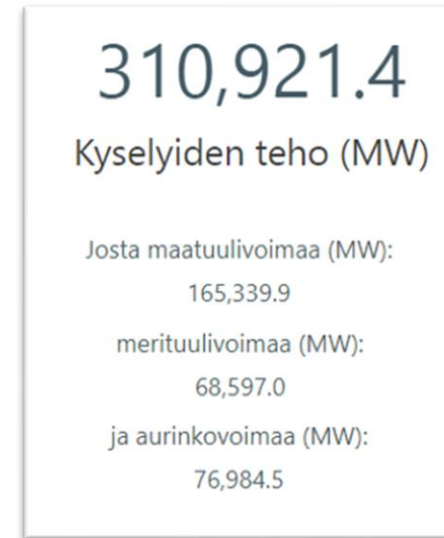 310,921.4
Kyselyiden teho (MW)
Josta maatuulivoimaa (MW):
165,339.9
merituulivoimaa (MW):
68,597.0
ja aurinkovoimaa (MW):
76,984.5